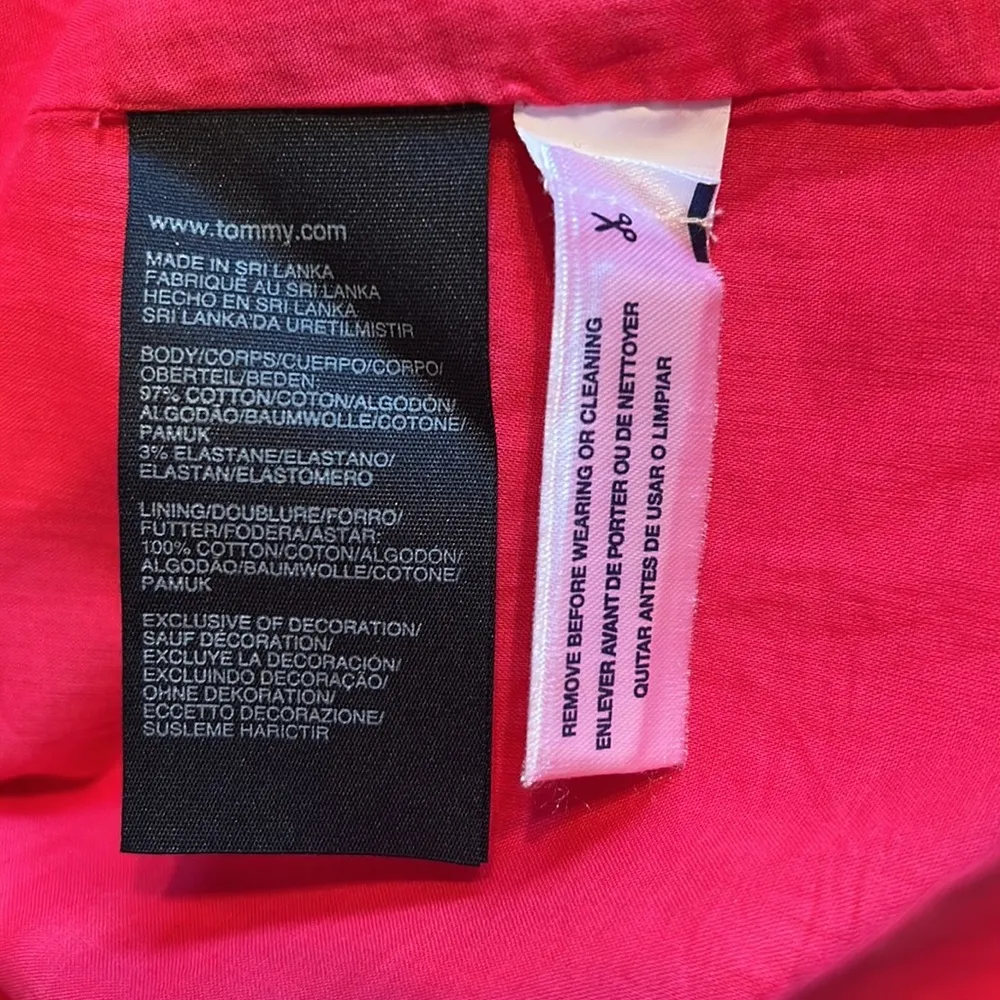 www.tommy.com
MADE IN SRI LANKA
FABRIQUÉ AU SRI LANKA
HECHO EN SRI LANKA
SRI LANKA'DA URETILMISTIR
BODY/CORPS/CUERPO/CORPO/
OBERTEIL/BEDEN:
97% COTTON/COTON/ALGODÓN/
ALGODÃO/BAUMWOLLE/COTONE/
PAMUK
3% ELASTANE/ELASTANO/
ELASTAN/ELASTOMERO
LINING/DOUBLURE/FORRO/
FUTTER/FODERA/ASTAR:
100% COTTON/COTON/ALGODÓN/
ALGODÃO/BAUMWOLLE/COTONE/
PAMUK
EXCLUSIVE OF DECORATION/
SAUF DÉCORATION/
EXCLUYE LA DECORACIÓN/
EXCLUINDO DECORAÇÃO/
OHNE DEKORATION/
ECCETTO DECORAZIONE/
SUSLEME HARICTIR
REMOVE BEFORE WEARING OR CLEANING
ENLEVER AVANT DE PORTER OU DE NETTOYER
QUITAR ANTES DE USAR O LIMPIAR